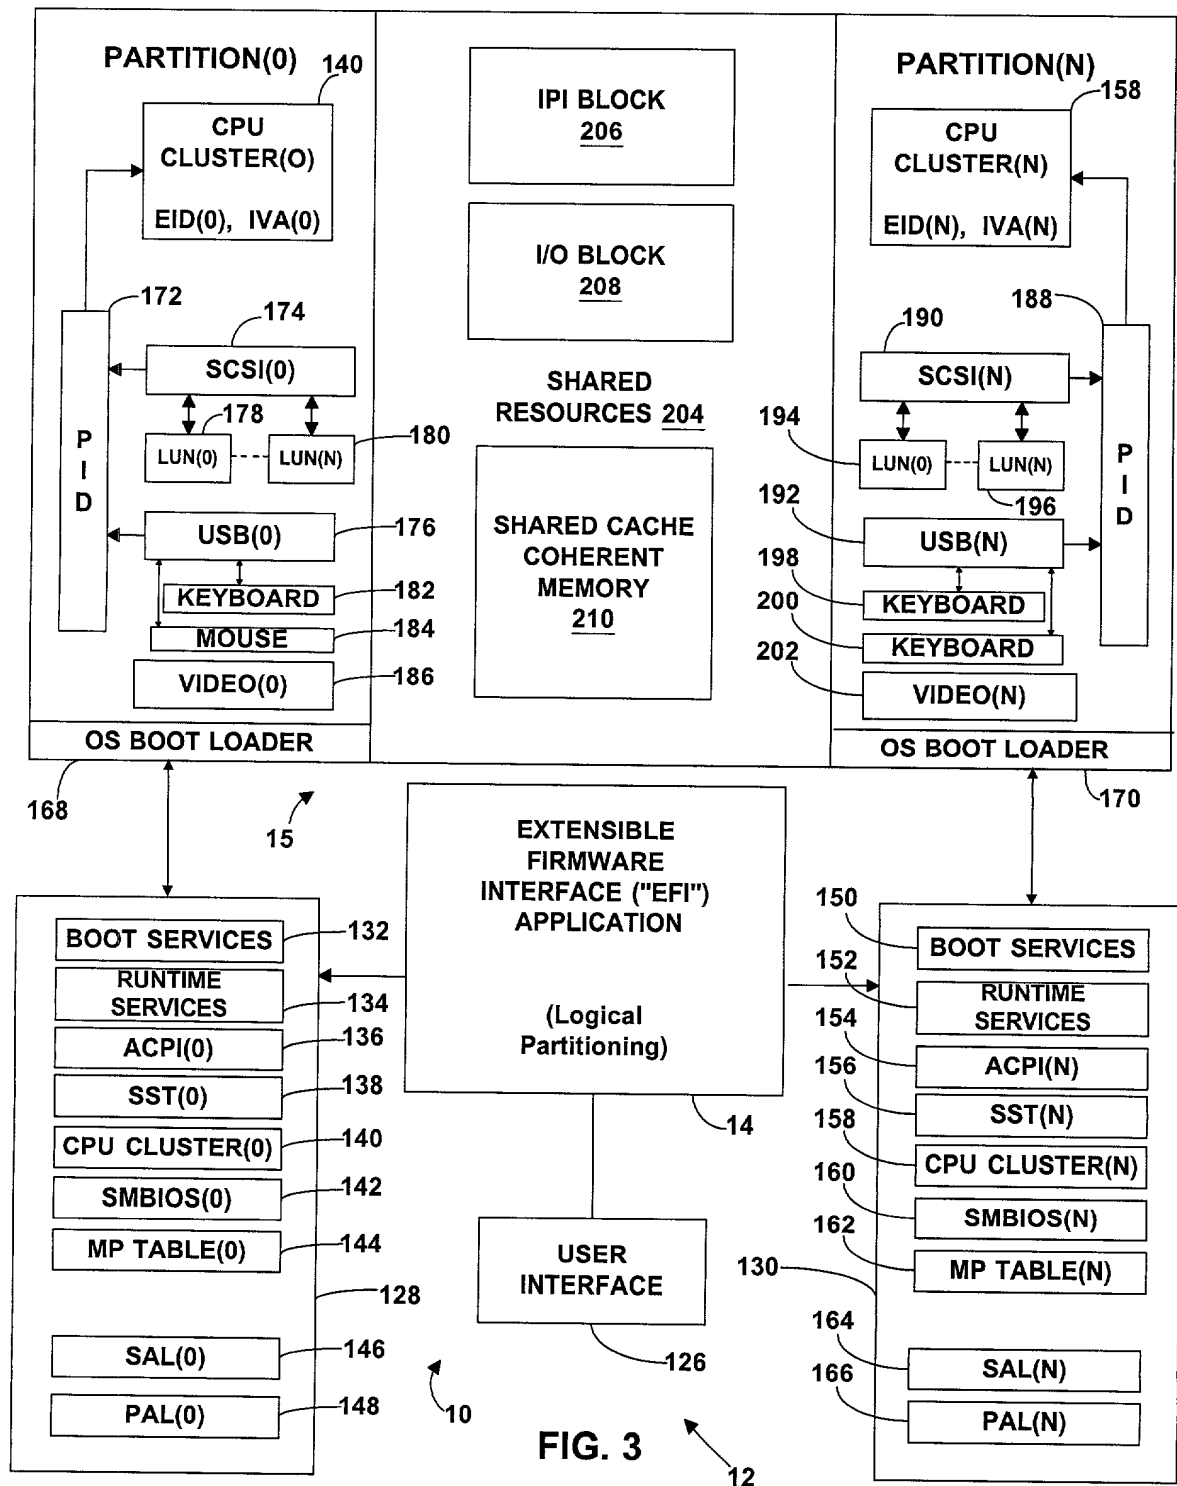 PARTITION(0)
140
CPU
CLUSTER(O)
EID(0), IVA(0)
172
174
SCSI(0)
178
180
LUN(0)
LUN(N)
PID
USB(0)
176
KEYBOARD
182
MOUSE
184
VIDEO(0)
186
OS BOOT LOADER
168
IPI BLOCK
206
I/O BLOCK
208
SHARED
RESOURCES 204
SHARED CACHE
COHERENT
MEMORY
210
PARTITION(N)
158
CPU
CLUSTER(N)
EID(N), IVA(N)
188
190
SCSI(N)
194
LUN(0)
LUN(N)
196
PID
192
USB(N)
198
KEYBOARD
200
KEYBOARD
202
VIDEO(N)
OS BOOT LOADER
170
15
EXTENSIBLE
FIRMWARE
INTERFACE ("EFI")
APPLICATION
(Logical
Partitioning)
14
USER
INTERFACE
126
BOOT SERVICES
132
RUNTIME
SERVICES
134
ACPI(0)
136
SST(0)
138
CPU CLUSTER(0)
140
SMBIOS(0)
142
MP TABLE(0)
144
128
SAL(0)
146
PAL(0)
148
150
BOOT SERVICES
152
RUNTIME
SERVICES
154
ACPI(N)
156
SST(N)
158
CPU CLUSTER(N)
160
SMBIOS(N)
162
MP TABLE(N)
130
164
SAL(N)
166
PAL(N)
10
FIG. 3
12